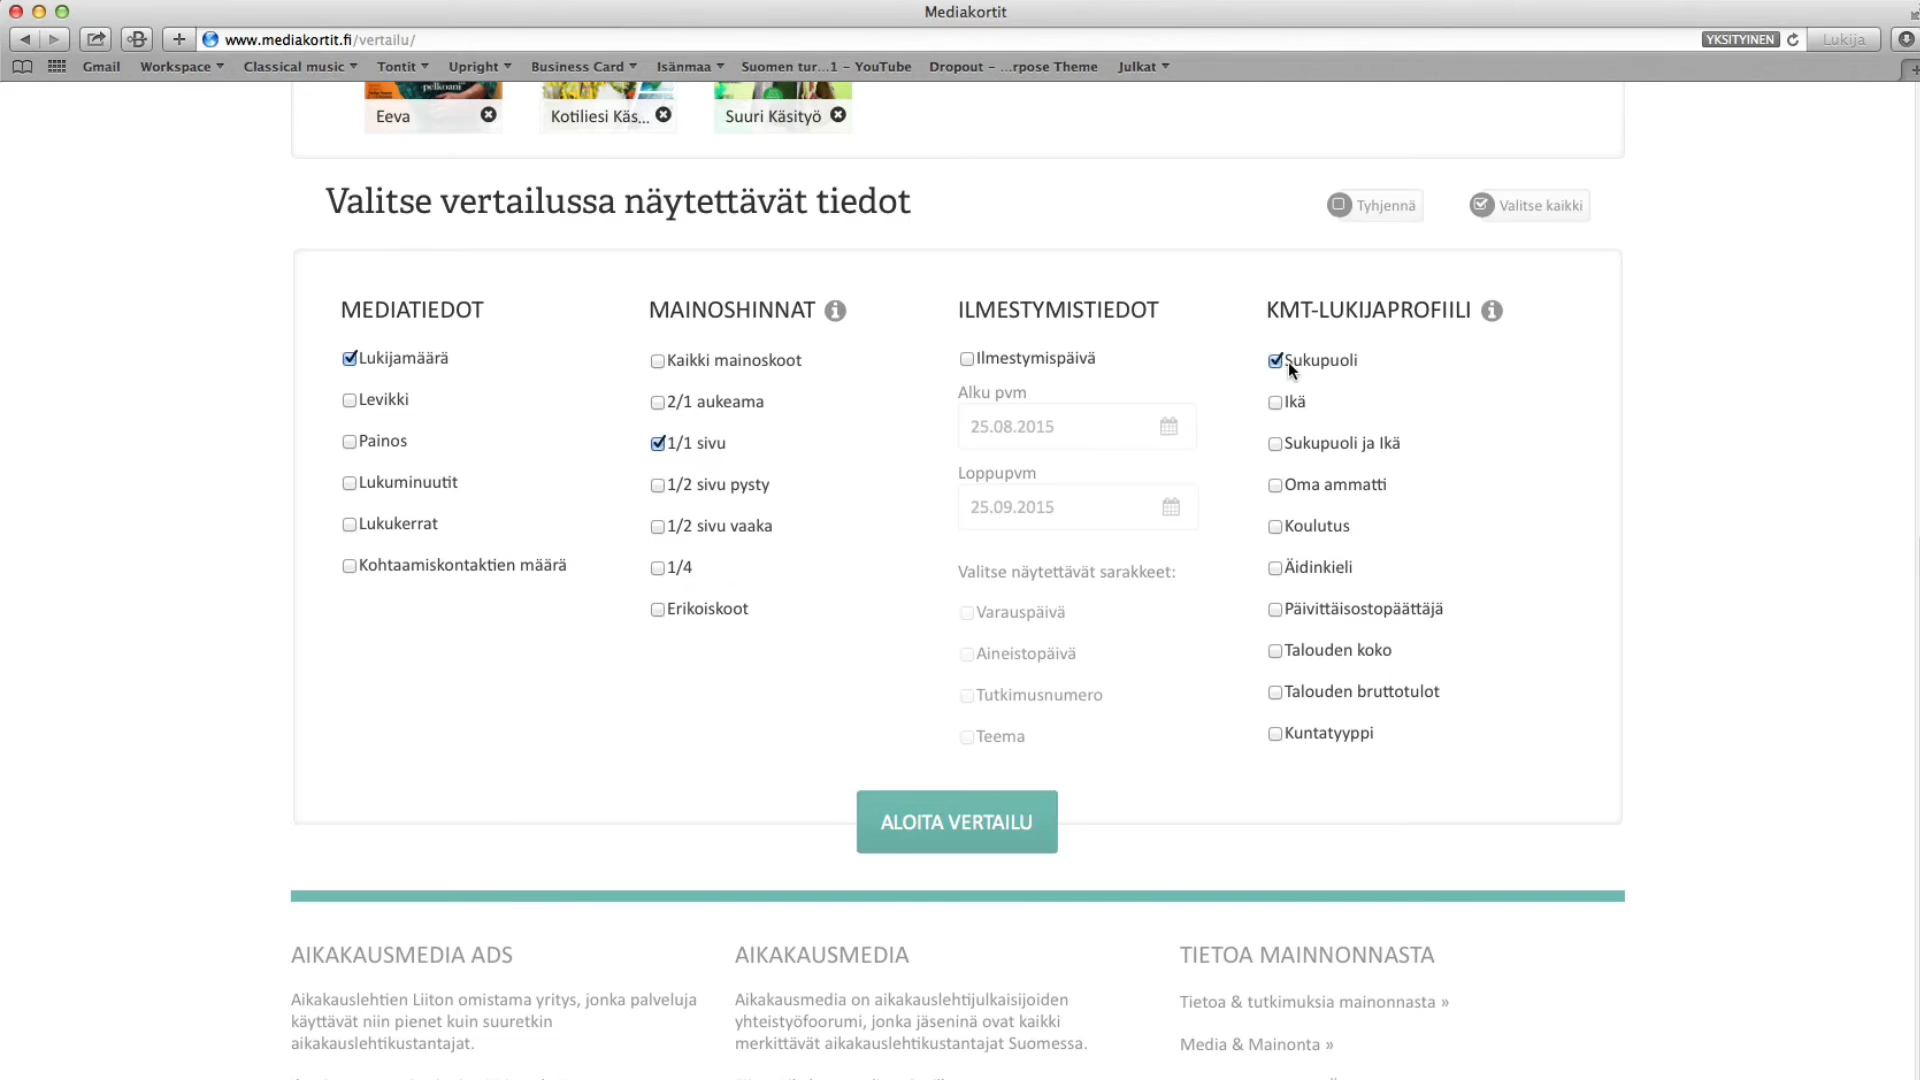 Mediakortit
www.mediakortit.fi/vertailu/
YKSITYINEN
Lukija
Gmail
Workspace
Classical music
Tontit
Upright
Business Card
Isänmaa
Suomen tur...1 – YouTube
Dropout – ...rpose Theme
Julkat
pelkoani
Eeva
Kotiliesi Käs...
Suuri Käsityö
Valitse vertailussa näytettävät tiedot
Tyhjennä
Valitse kaikki
MEDIATIEDOT
Lukijamäärä
Levikki
Painos
Lukuminuutit
Lukukerrat
Kohtaamiskontaktien määrä
MAINOSHINNAT
Kaikki mainoskoot
2/1 aukeama
1/1 sivu
1/2 sivu pysty
1/2 sivu vaaka
1/4
Erikoiskoot
ILMESTYMISTIEDOT
Ilmestymispäivä
Alku pvm
25.08.2015
Loppupvm
25.09.2015
Valitse näytettävät sarakkeet:
Varauspäivä
Aineistopäivä
Tutkimusnumero
Teema
KMT-LUKIJAPROFIILI
Sukupuoli
Ikä
Sukupuoli ja Ikä
Oma ammatti
Koulutus
Äidinkieli
Päivittäisostopäättäjä
Talouden koko
Talouden bruttotulot
Kuntatyyppi
ALOITA VERTAILU
AIKAKAUSMEDIA ADS
Aikakauslehtien Liiton omistama yritys, jonka palveluja
käyttävät niin pienet kuin suuretkin
aikakauslehtikustantajat.
AIKAKAUSMEDIA
Aikakausmedia on aikakauslehtijulkaisijoiden
yhteistyöfoorumi, jonka jäseninä ovat kaikki
merkittävät aikakauslehtikustantajat Suomessa.
TIETOA MAINNONNASTA
Tietoa & tutkimuksia mainonnasta »
Media & Mainonta »